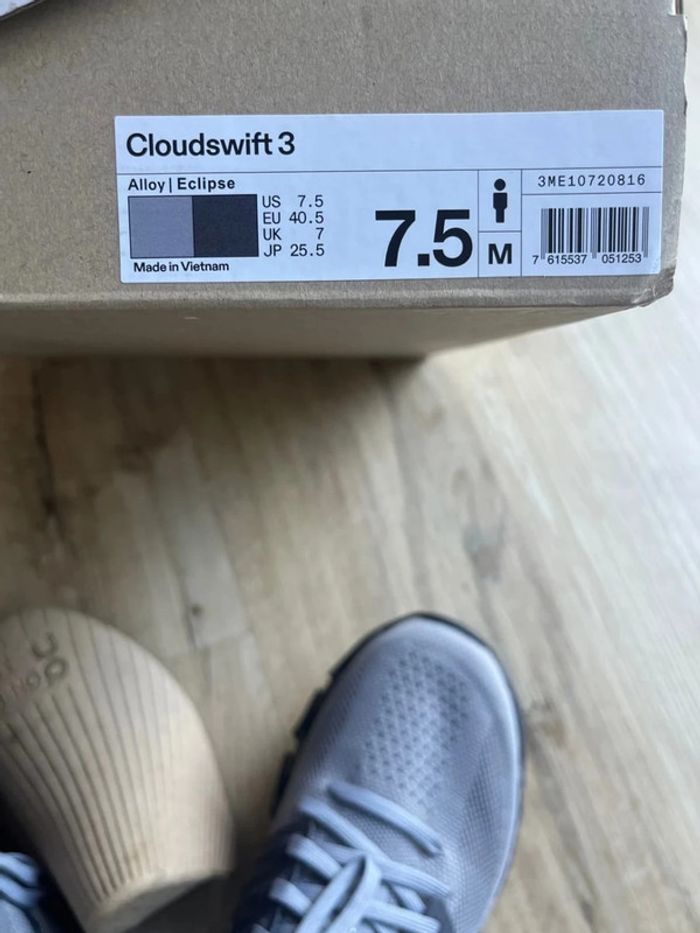 Cloudswift 3
Alloy | Eclipse
US 7.5
EU 40.5
UK 7
JP 25.5
Made in Vietnam
7.5
M
3ME10720816
7 615537 051253